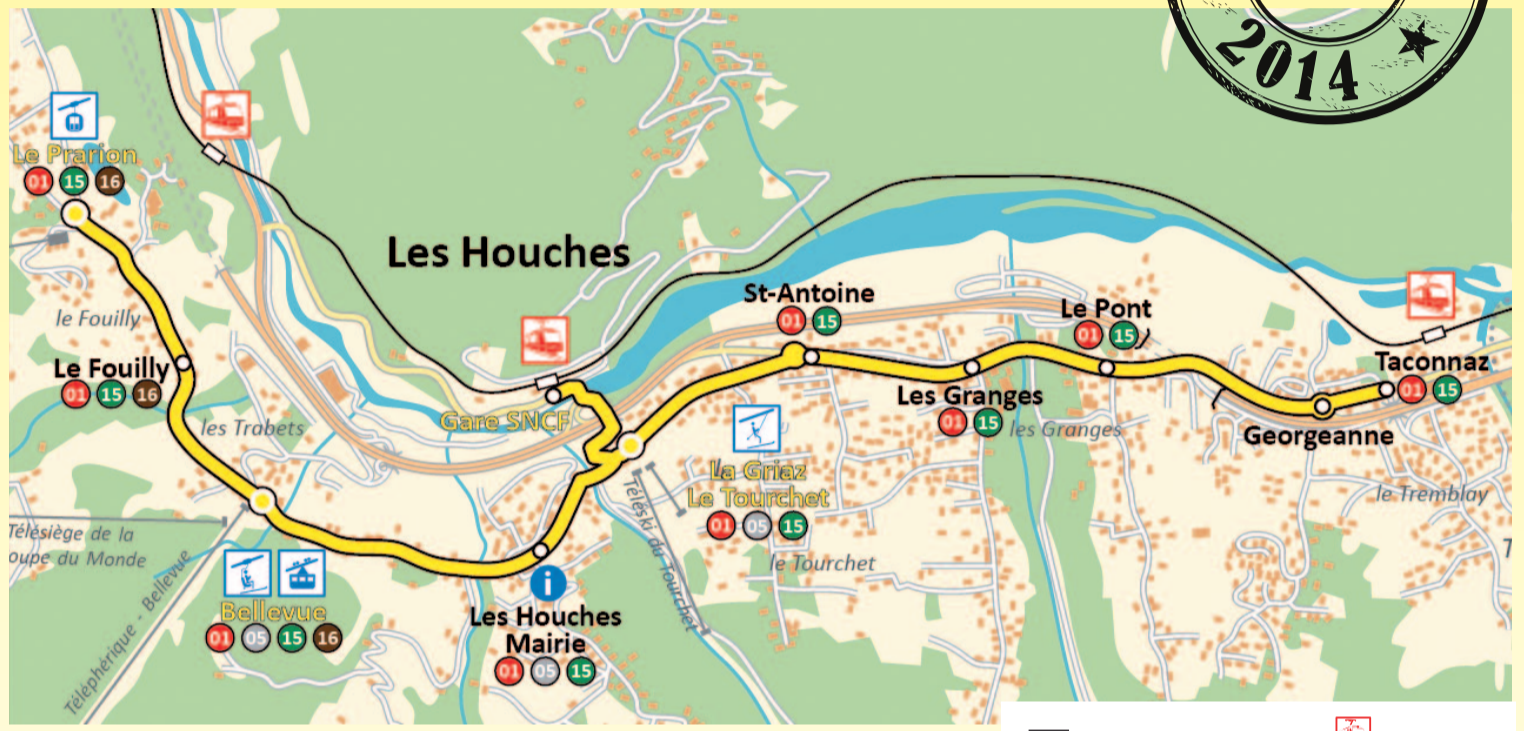 2014
Le Prarion
01 15 16
Les Houches
le Fouilly
Le Fouilly
01 15 16
les Trabets
Gare SNCF
St-Antoine
01 15
Le Pont
01 15
Les Granges
01 15
les Granges
Taconnaz
01 15
Georgeanne
le Tremblay
La Griaz
Le Tourchet
01 05 15
le Tourchet
Téléski du Tourchet
Télésiège de la
oupe du Monde
Téléphérique - Bellevue
Bellevue
01 05 15 16
i
Les Houches
Mairie
01 05 15
T